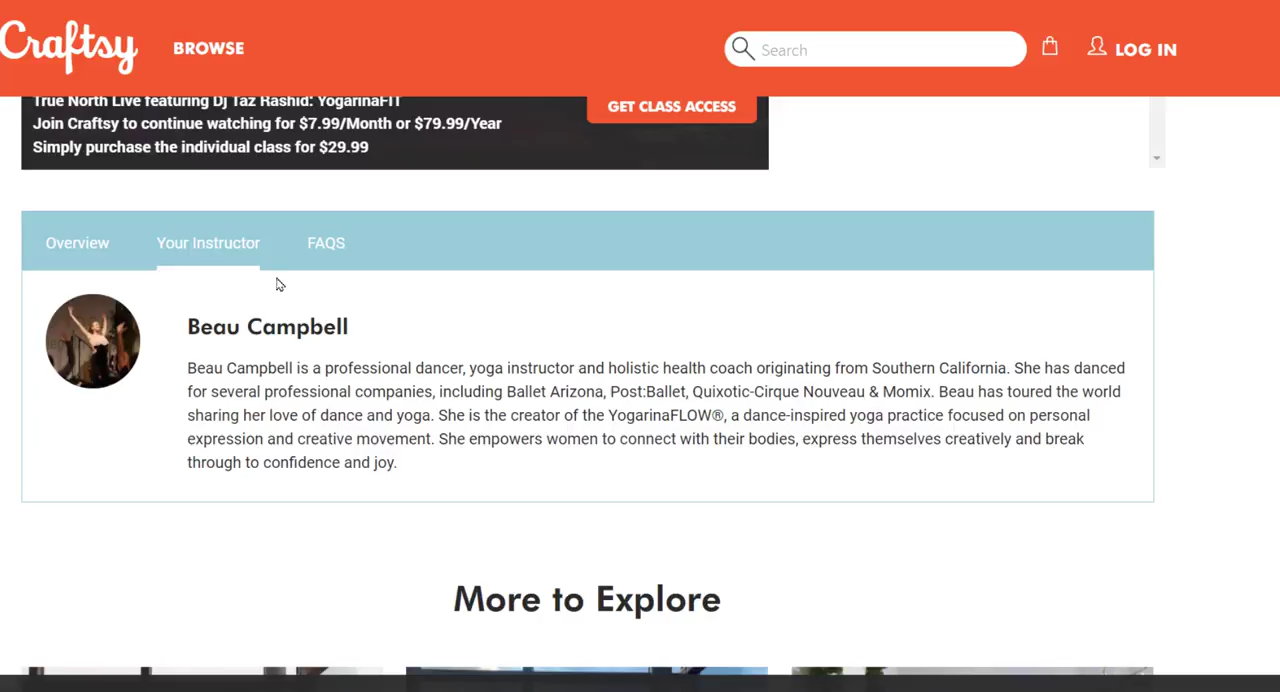 Craftsy
BROWSE
Search
LOG IN
True North Live featuring Dj Taz Rashid: YogarinaFIT
Join Craftsy to continue watching for $7.99/Month or $79.99/Year
Simply purchase the individual class for $29.99
GET CLASS ACCESS
Overview
Your Instructor
FAQS
Beau Campbell
Beau Campbell is a professional dancer, yoga instructor and holistic health coach originating from Southern California. She has danced
for several professional companies, including Ballet Arizona, Post:Ballet, Quixotic-Cirque Nouveau & Momix. Beau has toured the world
sharing her love of dance and yoga. She is the creator of the YogarinaFLOW®, a dance-inspired yoga practice focused on personal
expression and creative movement. She empowers women to connect with their bodies, express themselves creatively and break
through to confidence and joy.
More to Explore